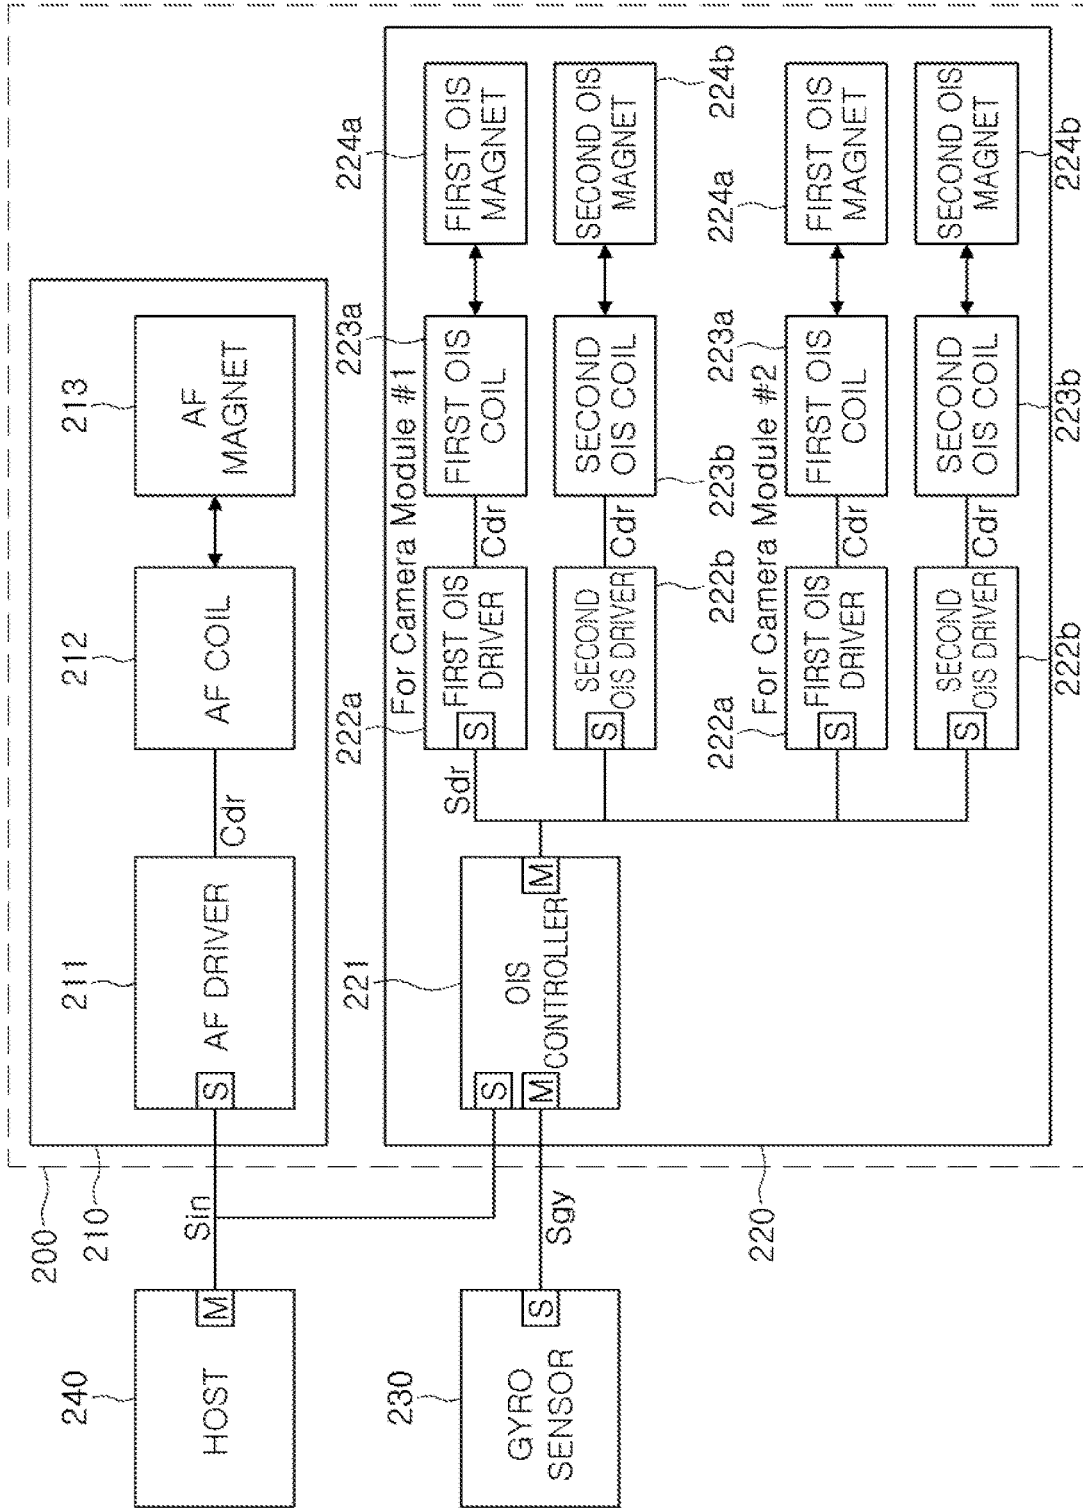 200
210
240
HOST
M
Sin
211
S
AF DRIVER
Cdr
212
AF COIL
213
AF
MAGNET
230
GYRO
SENSOR
S
Sgy
220
221
S
M
OIS
CONTROLLER
M
Sdr
For Camera Module #1
222a
S
FIRST OIS
DRIVER
Cdr
223a
FIRST OIS
COIL
224a
FIRST OIS
MAGNET
S
SECOND
OIS DRIVER
222b
Cdr
SECOND
OIS COIL
223b
SECOND OIS
MAGNET
224b
For Camera Module #2
222a
S
FIRST OIS
DRIVER
Cdr
223a
FIRST OIS
COIL
224a
FIRST OIS
MAGNET
S
SECOND
OIS DRIVER
222b
Cdr
SECOND
OIS COIL
223b
SECOND OIS
MAGNET
224b